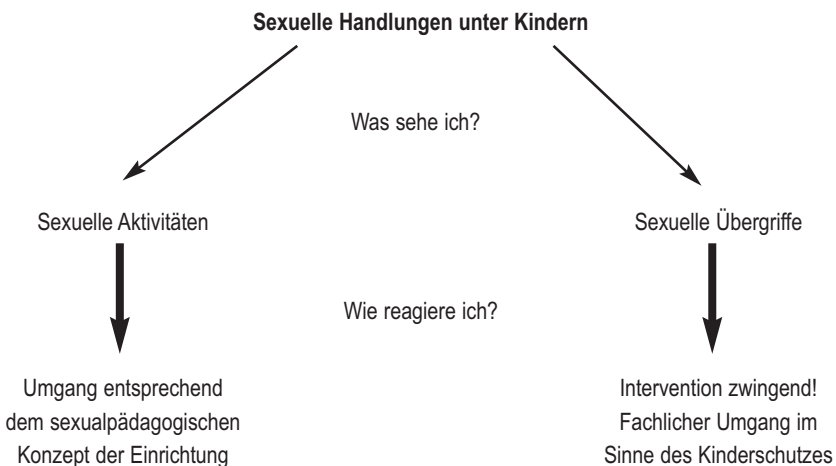 Sexuelle Handlungen unter Kindern
Was sehe ich?
Sexuelle Aktivitäten
Sexuelle Übergriffe
Wie reagiere ich?
Umgang entsprechend
dem sexualpädagogischen
Konzept der Einrichtung
Intervention zwingend!
Fachlicher Umgang im
Sinne des Kinderschutzes